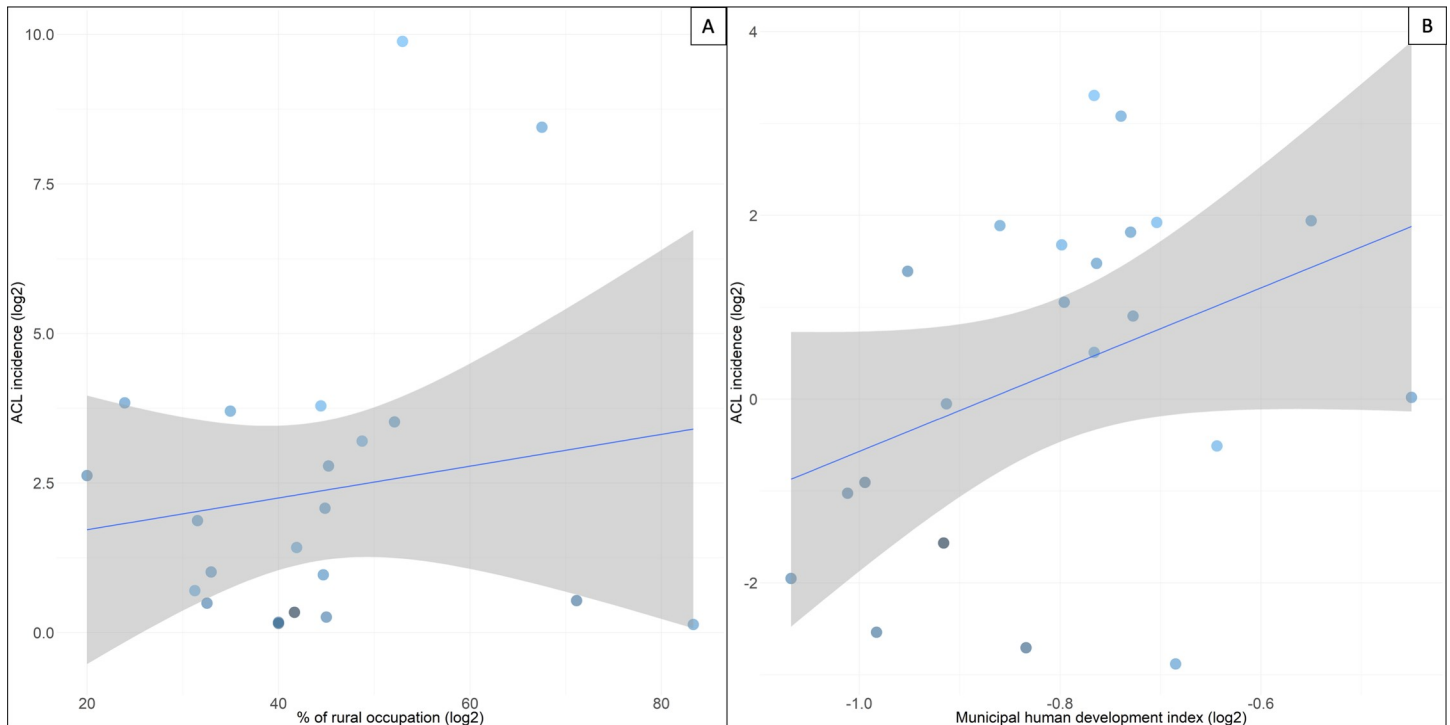 A
10.0
7.5
5.0
2.5
0.0
ACL incidence (log2)
20
40
60
80
% of rural occupation (log2)
B
4
2
0
-2
ACL incidence (log2)
-1.0
-0.8
-0.6
Municipal human development index (log2)